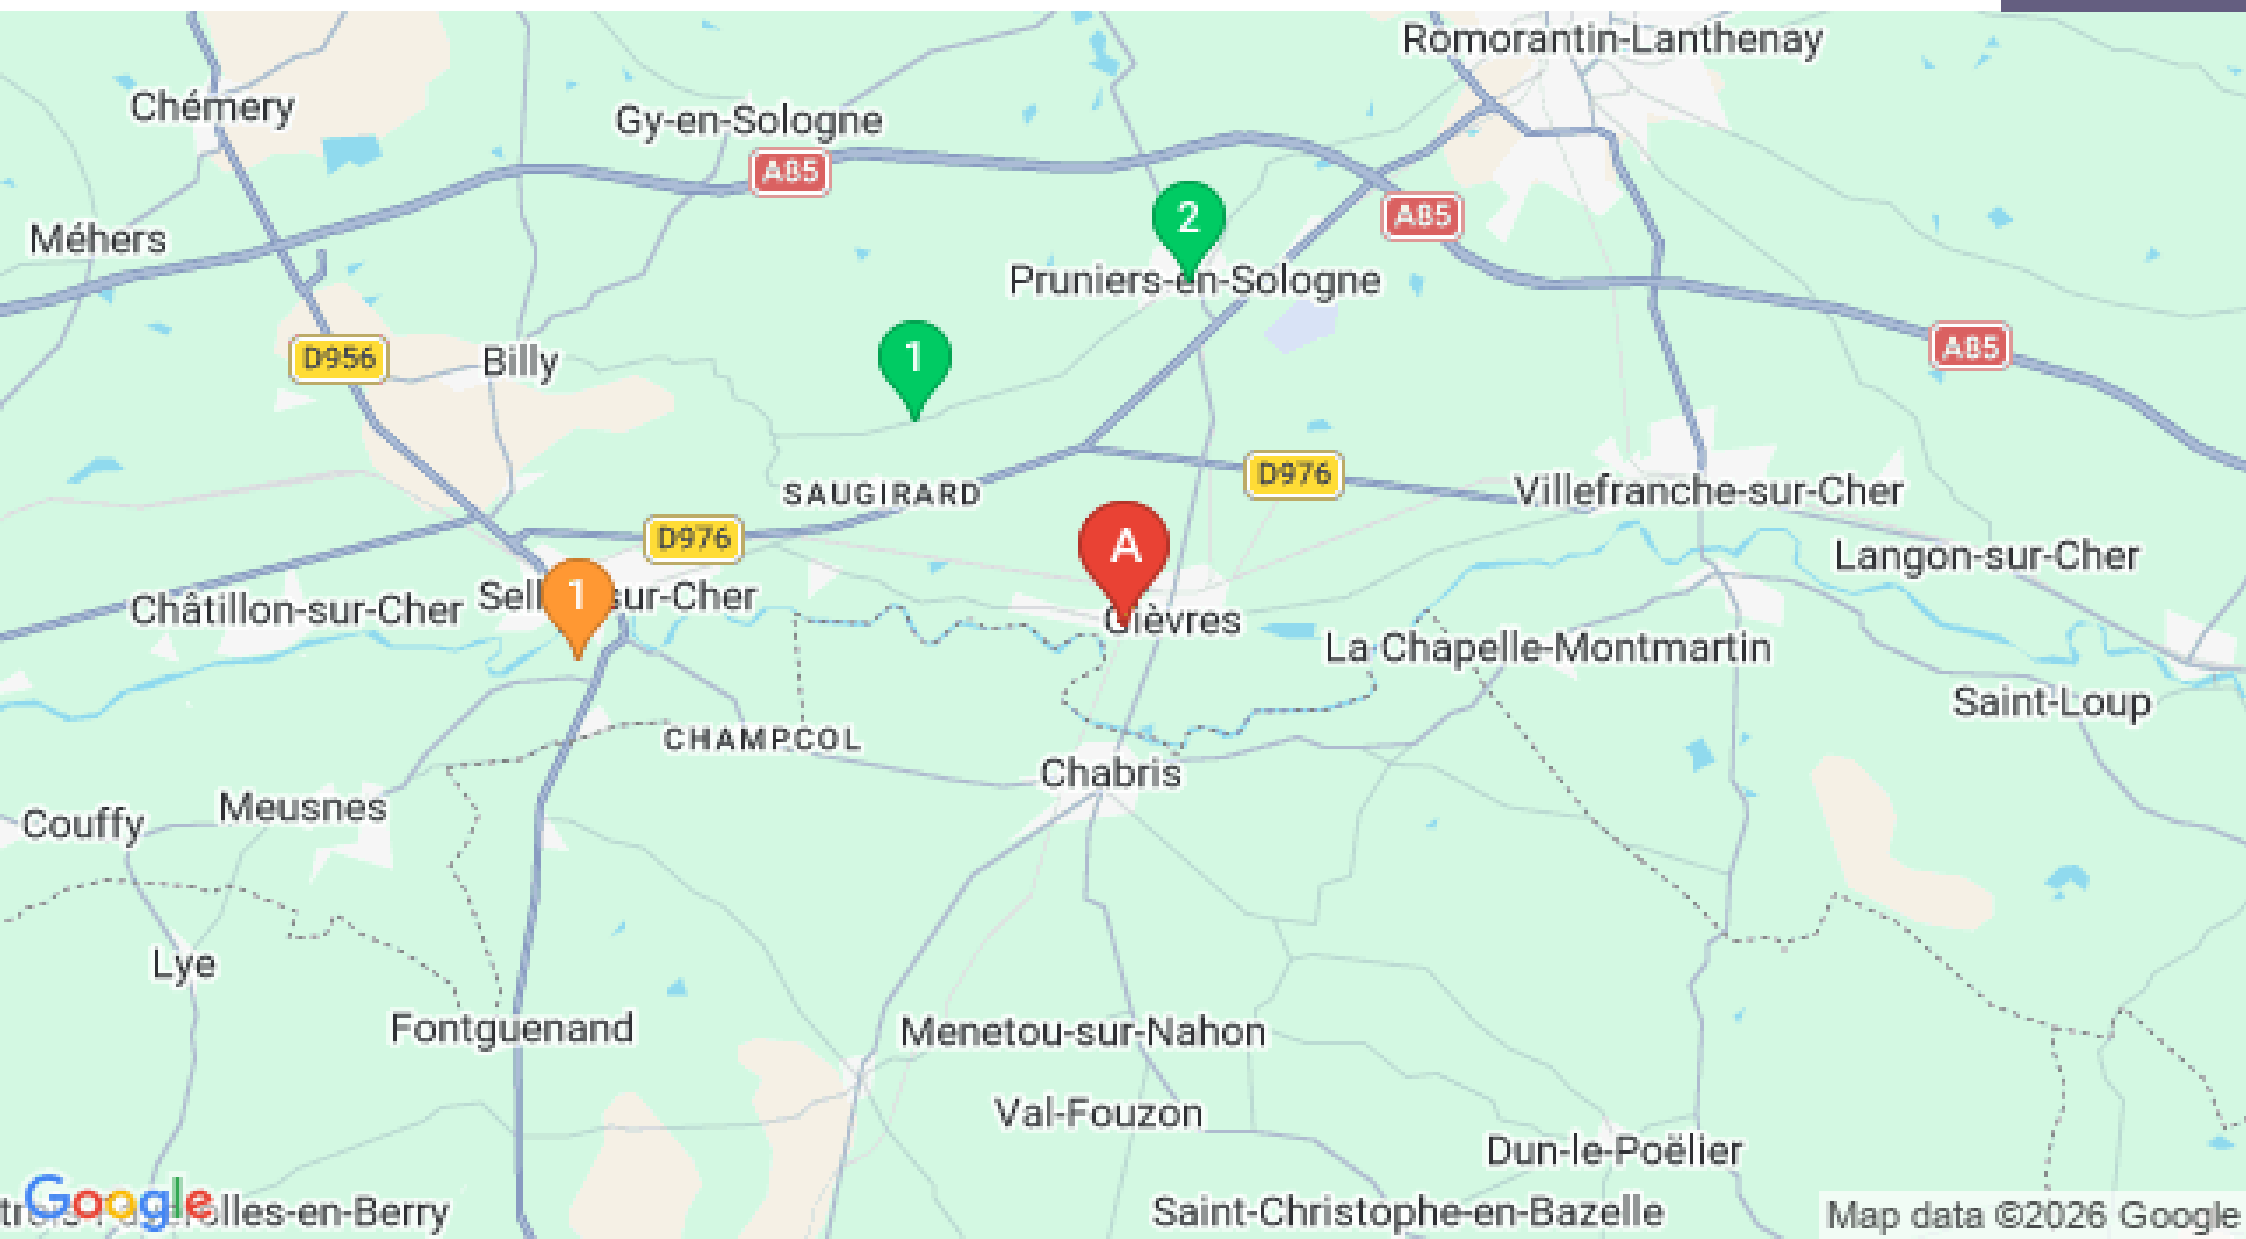 Romorantin-Lanthenay
Chémery
Gy-en-Sologne
A85
2
A85
Méhers
Pruniers-en-Sologne
1
A85
D956
Billy
D976
SAUGIRARD
Villefranche-sur-Cher
D976
A
Langon-sur-Cher
1
sur-Cher
Châtillon-sur-Cher
Gièvres
La Chapelle-Montmartin
Saint-Loup
CHAMPCOL
Chabris
Meusnes
Couffy
Lye
Fontguenand
Menetou-sur-Nahon
Val-Fouzon
Dun-le-Poëlier
Google
olles-en-Berry
Saint-Christophe-en-Bazelle
Map data ©2026 Google